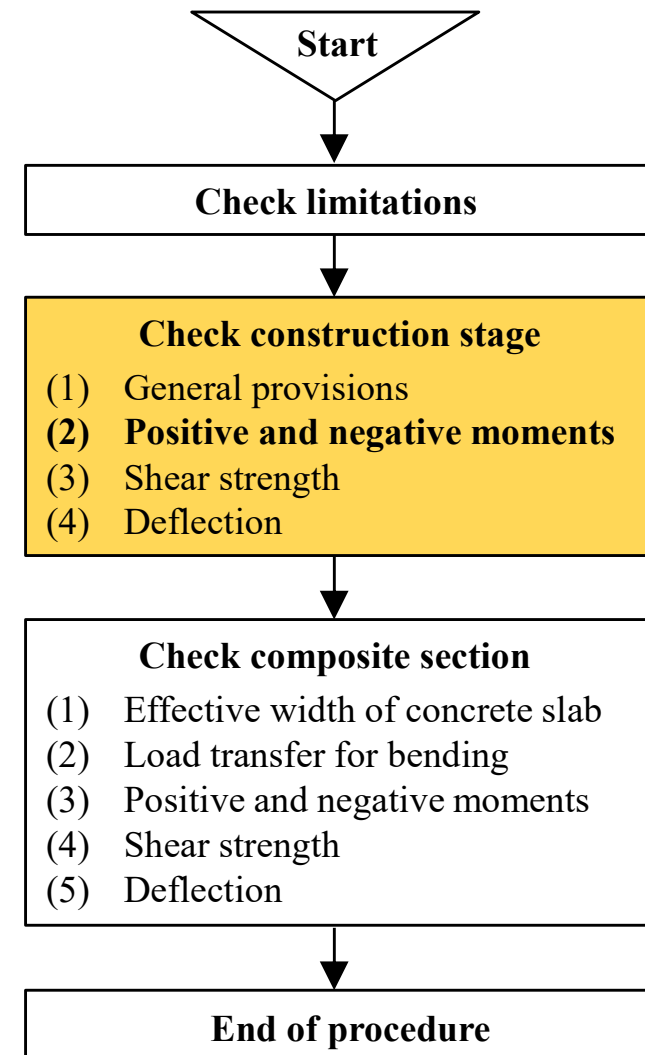 Start
Check limitations
Check construction stage
(1) General provisions
(2) Positive and negative moments
(3) Shear strength
(4) Deflection
Check composite section
(1) Effective width of concrete slab
(2) Load transfer for bending
(3) Positive and negative moments
(4) Shear strength
(5) Deflection
End of procedure